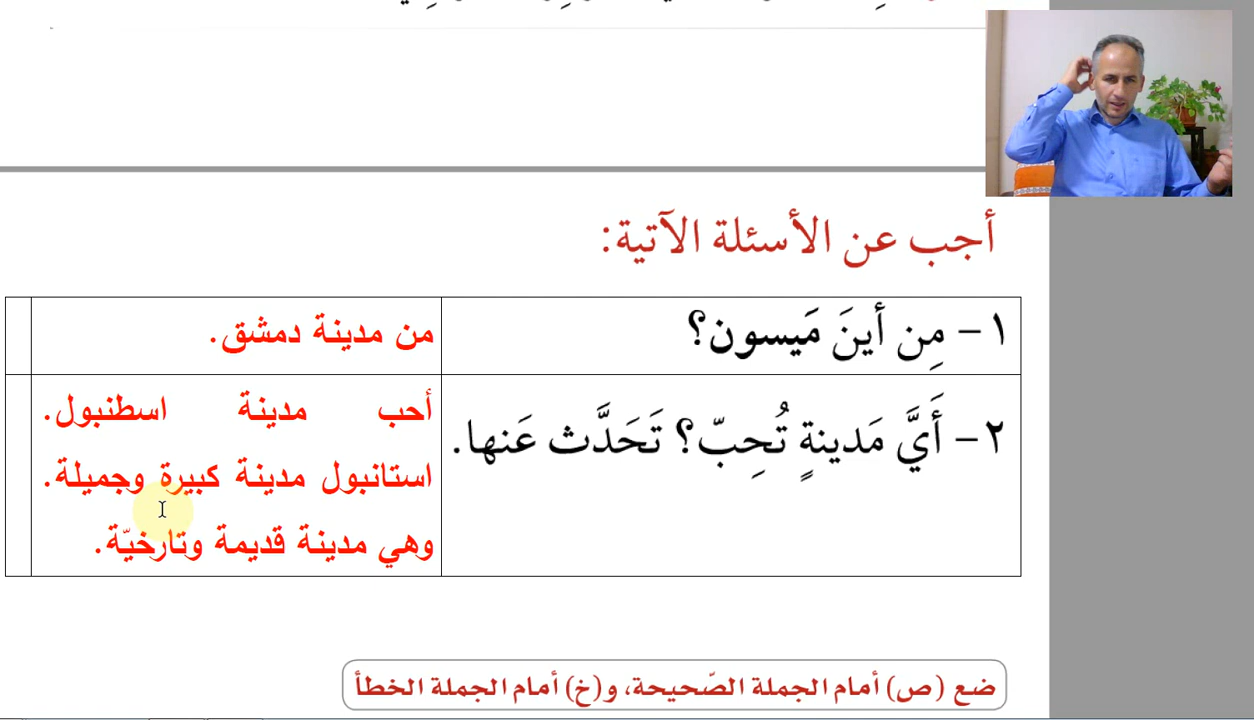 أجب عن الأسئلة الآتية:
١ – مِن أينَ مَيسون؟
من مدينة دمشق.
٢ – أَيَّ مَدينةٍ تُحِبّ؟ تَحَدَّث عَنها.
أحب مدينة اسطنبول.
استانبول مدينة كبيرة وجميلة.
وهي مدينة قديمة وتارخيّة.
ضع (ص) أمام الجملة الصّحيحة، و(خ) أمام الجملة الخطأ